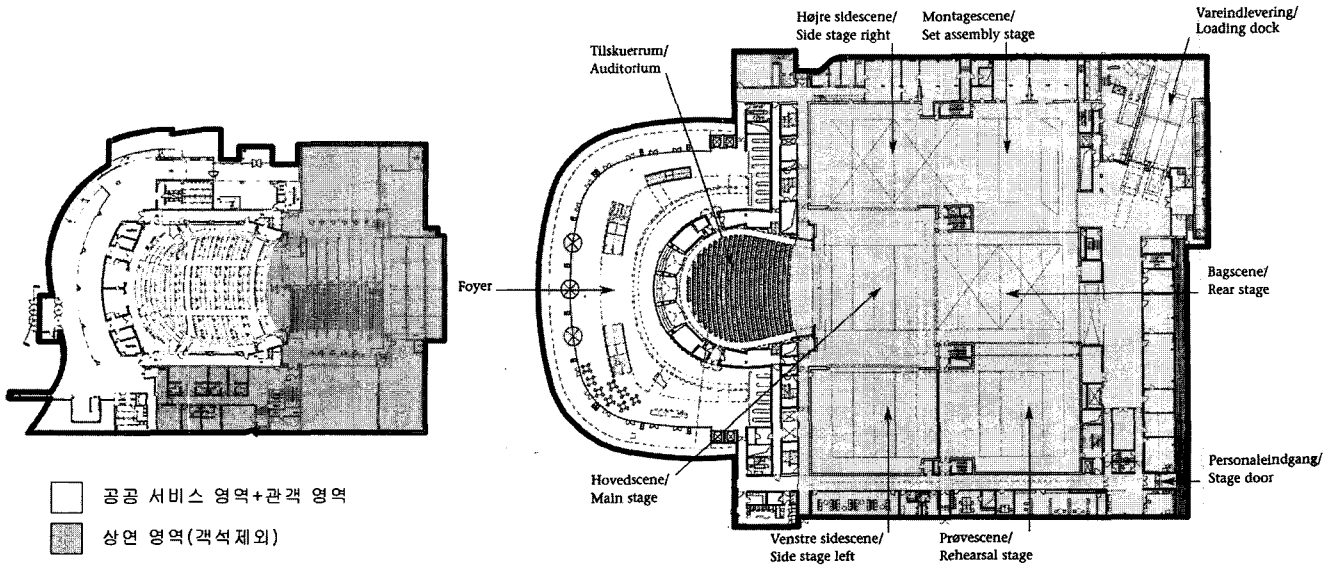 Højre sidescene/
Side stage right
Montagescene/
Set assembly stage
Vareindlevering/
Loading dock
Tilskuerrum/
Auditorium
Foyer
Bagscene/
Rear stage
Hovedscene/
Main stage
Personaleindgang/
Stage door
Venstre sidescene/
Side stage left
Prøvescene/
Rehearsal stage
공공 서비스 영역+관객 영역
상연 영역(객석제외)